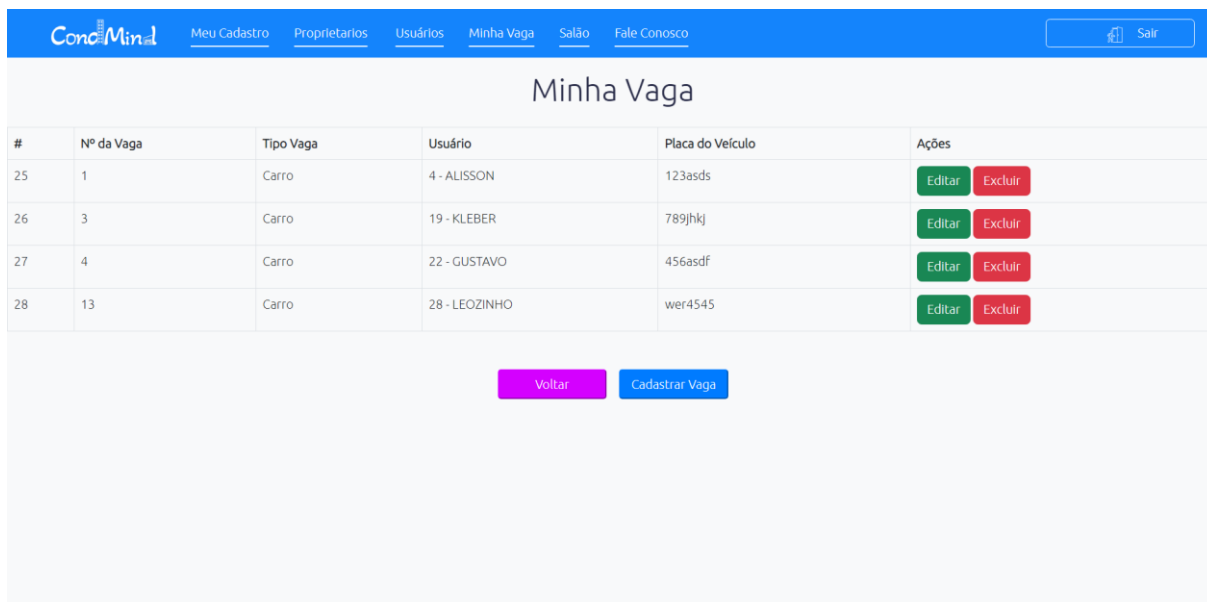 CondMind Meu Cadastro Proprietarios Usuários Minha Vaga Salão Fale Conosco Sair
Minha Vaga
# Nº da Vaga Tipo Vaga Usuário Placa do Veículo Ações
25 1 Carro 4 - ALISSON 123asds Editar Excluir
26 3 Carro 19 - KLEBER 789jhkj Editar Excluir
27 4 Carro 22 - GUSTAVO 456asdf Editar Excluir
28 13 Carro 28 - LEOZINHO wer4545 Editar Excluir
Voltar Cadastrar Vaga